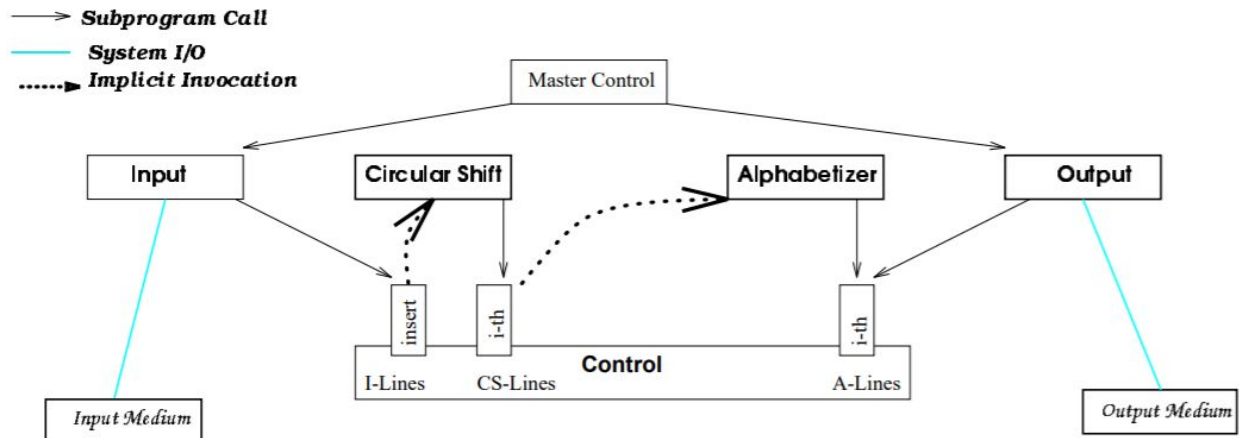 Subprogram Call
System I/O
Implicit Invocation
Master Control
Input
Circular Shift
Alphabetizer
Output
insert
i-th
i-th
Control
I-Lines
CS-Lines
A-Lines
Input Medium
Output Medium